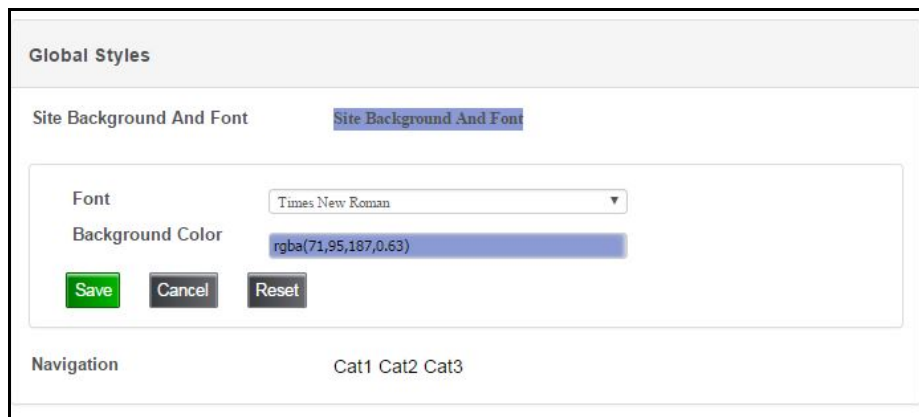 Global Styles
Site Background And Font Site Background And Font
Font Times New Roman
Background Color rgba(71,95,187,0.63)
Save Cancel Reset
Navigation Cat1 Cat2 Cat3